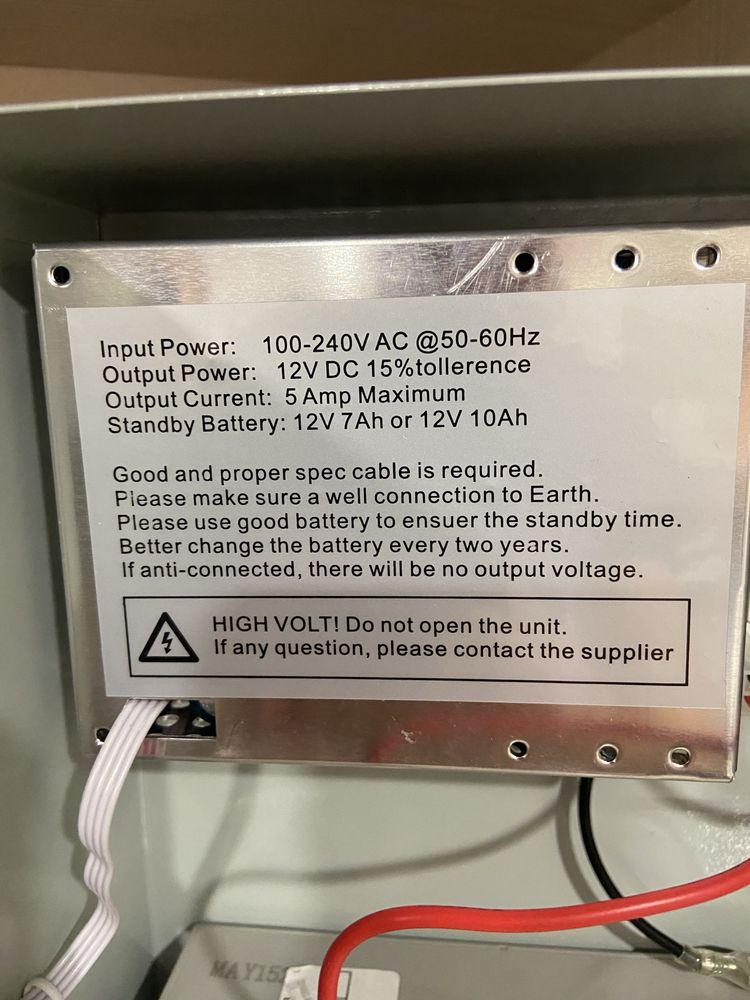 Input Power: 100-240V AC @50-60Hz
Output Power: 12V DC 15%tollerence
Output Current: 5 Amp Maximum
Standby Battery: 12V 7Ah or 12V 10Ah
Good and proper spec cable is required.
Please make sure a well connection to Earth.
Please use good battery to ensuer the standby time.
Better change the battery every two years.
If anti-connected, there will be no output voltage.
HIGH VOLT! Do not open the unit.
If any question, please contact the supplier